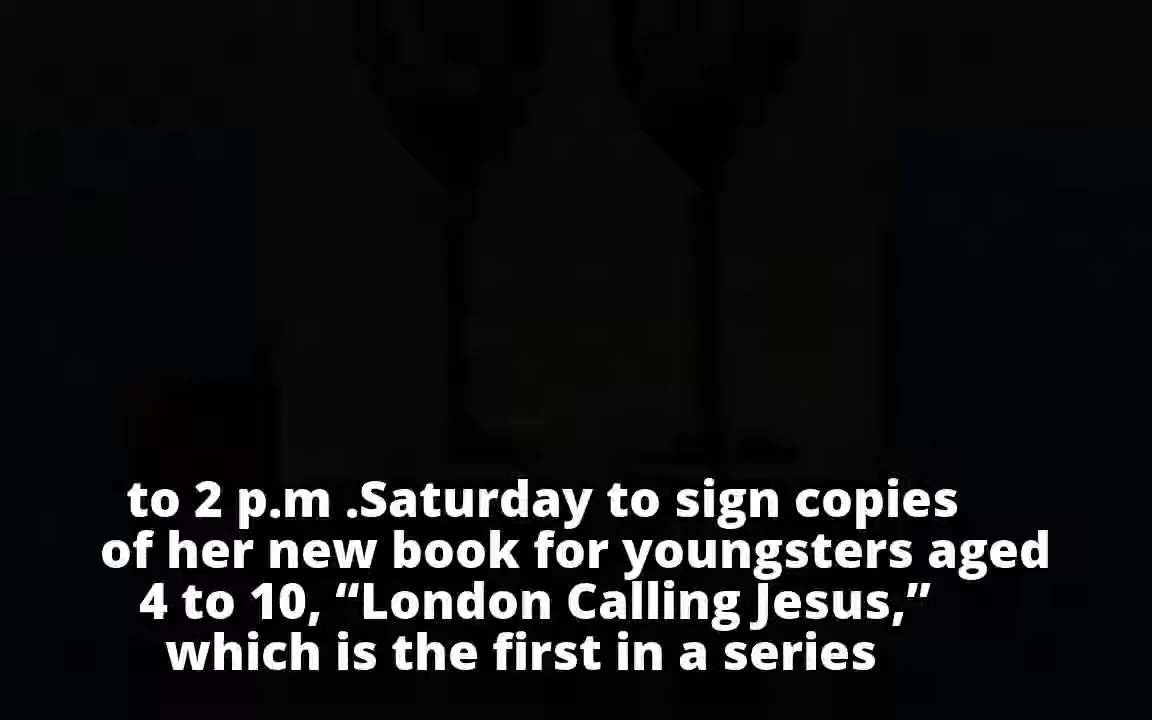 to 2 p.m .Saturday to sign copies
of her new book for youngsters aged
4 to 10, “London Calling Jesus,”
which is the first in a series